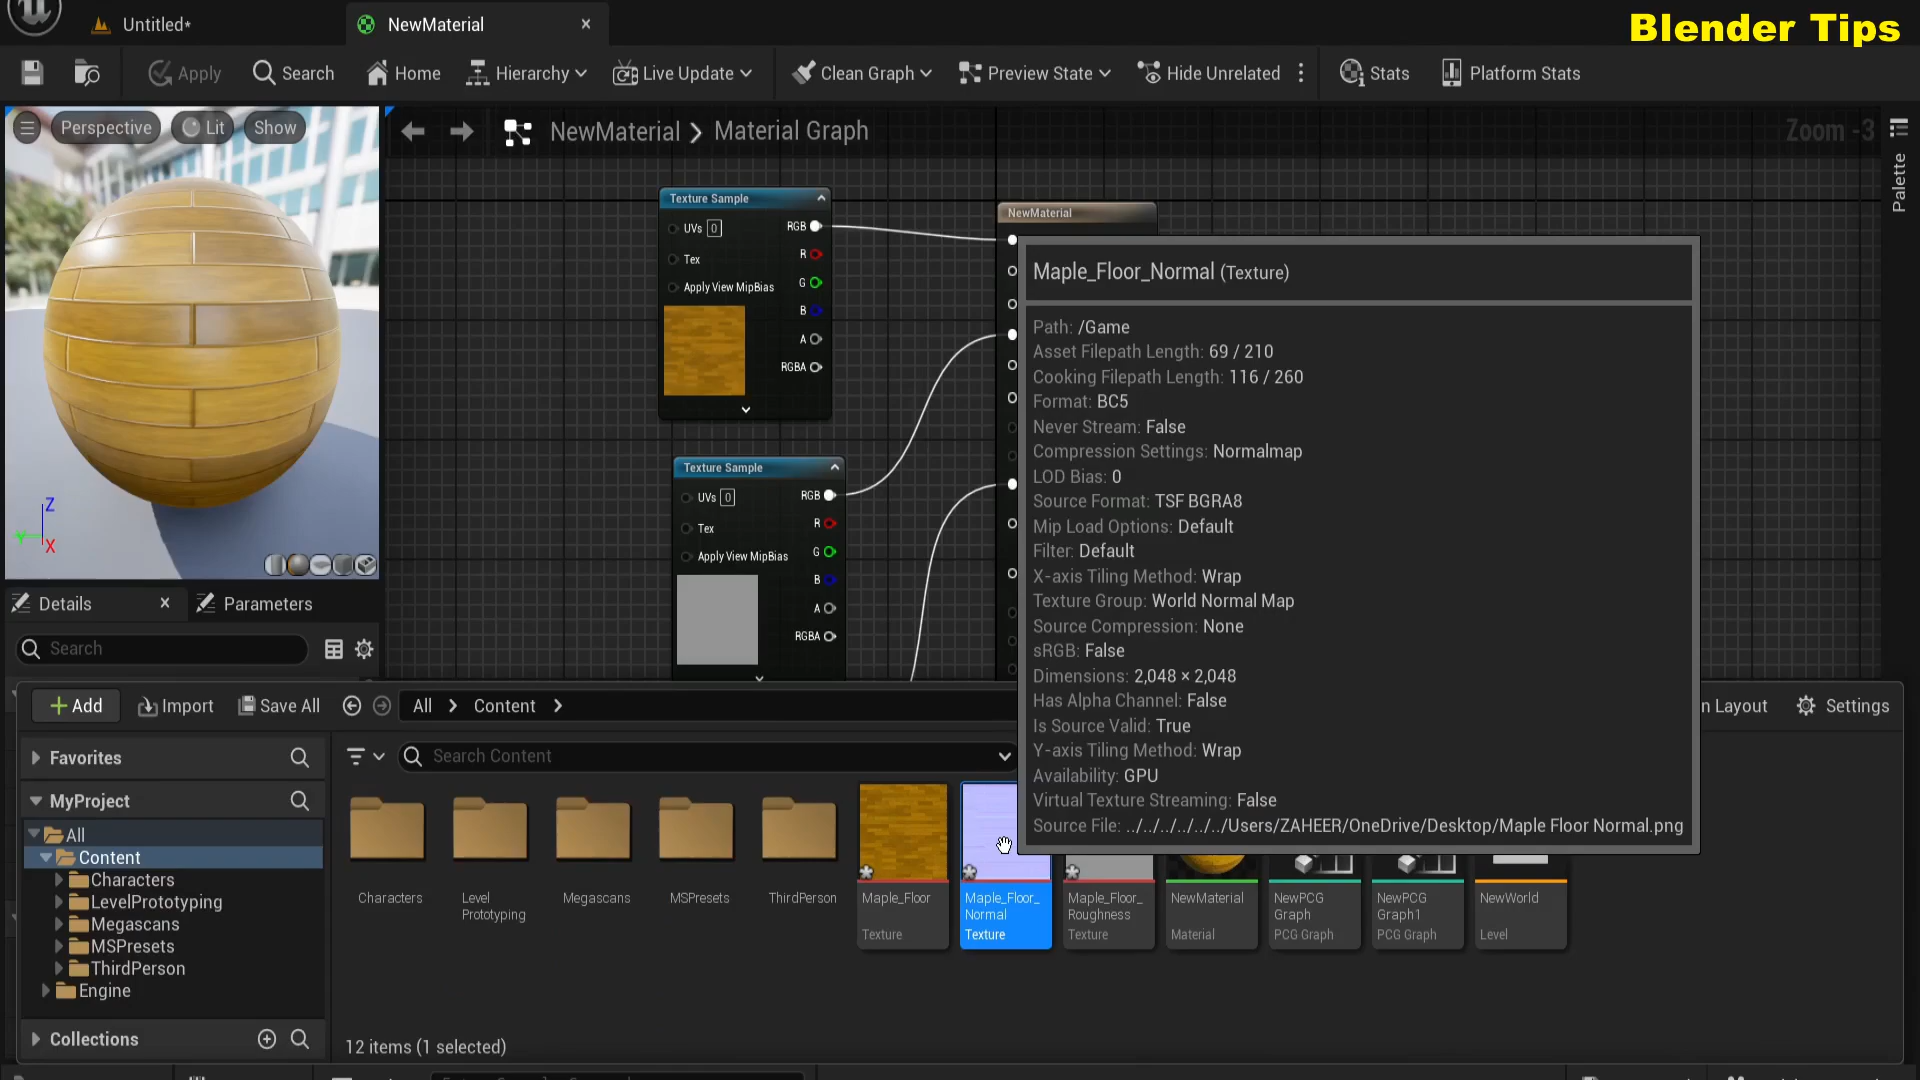 Untitled*
NewMaterial
Blender Tips
Apply
Search
Home
Hierarchy
Live Update
Clean Graph
Preview State
Hide Unrelated
Stats
Platform Stats
Perspective
Lit
Show
NewMaterial
Material Graph
Zoom -3
Palette
Texture Sample
UVs 0
RGB
R
Tex
G
Apply View MipBias
B
A
RGBA
NewMaterial
Texture Sample
UVs 0
RGB
R
Tex
G
Apply View MipBias
B
A
RGBA
Z
Y
X
Maple_Floor_Normal (Texture)
Path: /Game
Asset Filepath Length: 69 / 210
Cooking Filepath Length: 116 / 260
Format: BC5
Never Stream: False
Compression Settings: Normalmap
LOD Bias: 0
Source Format: TSF BGRA8
Mip Load Options: Default
Filter: Default
X-axis Tiling Method: Wrap
Texture Group: World Normal Map
Source Compression: None
sRGB: False
Dimensions: 2,048 × 2,048
Has Alpha Channel: False
Is Source Valid: True
Y-axis Tiling Method: Wrap
Availability: GPU
Virtual Texture Streaming: False
Source File: ../../../../../../Users/ZAHEER/OneDrive/Desktop/Maple Floor Normal.png
Details
Parameters
Search
Add
Import
Save All
All
Content
n Layout
Settings
Favorites
Search Content
MyProject
All
Content
Characters
LevelPrototyping
Megascans
MSPresets
ThirdPerson
Engine
Collections
Characters
Level
Prototyping
Megascans
MSPresets
ThirdPerson
Maple_Floor
Texture
Maple_Floor_
Normal
Texture
Maple_Floor_
Roughness
Texture
NewMaterial
Material
NewPCG
Graph
PCG Graph
NewPCG
Graph1
PCG Graph
NewWorld
Level
12 items (1 selected)